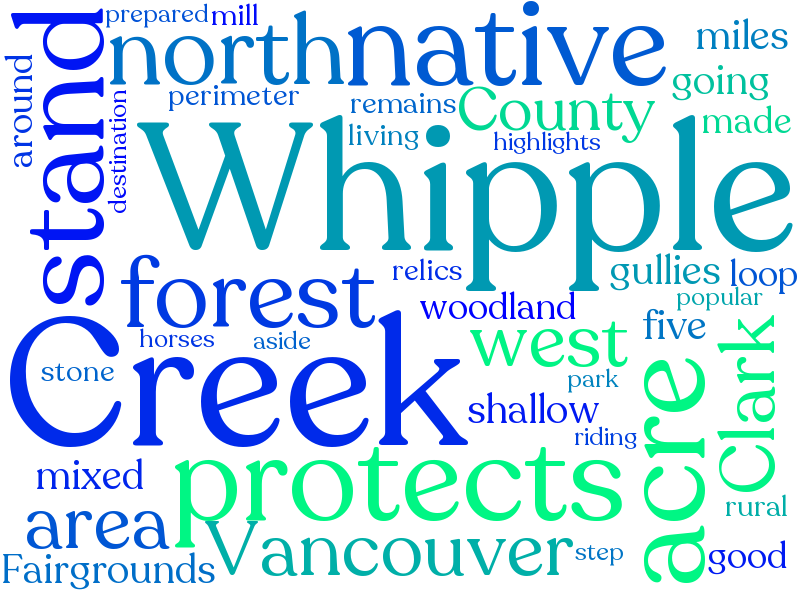 prepared
mill
north
native
miles
around
stand
destination
perimeter
remains
County
going
made
living
highlights
Whipple
forest
relics
gullies
loop
popular
woodland
horses
aside
west
five
Creek
stone
park
shallow
acre
Clark
riding
mixed
protects
rural
area
Vancouver
step
good
Fairgrounds